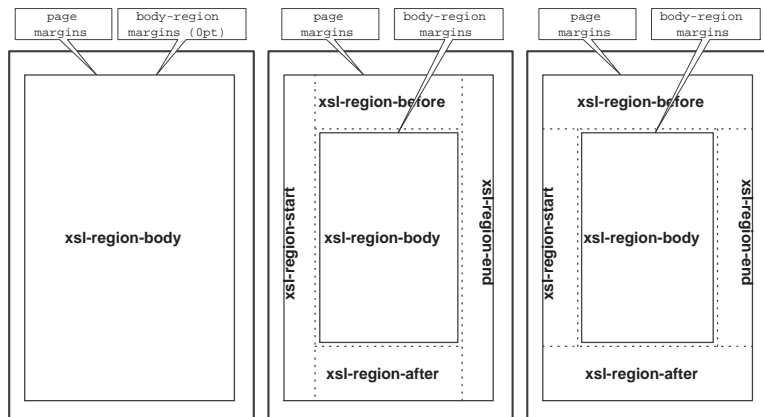 page
margins
body-region
margins (0pt)
xsl-region-body
page
margins
body-region
margins
xsl-region-before
xsl-region-start
xsl-region-body
xsl-region-end
xsl-region-after
page
margins
body-region
margins
xsl-region-before
xsl-region-start
xsl-region-body
xsl-region-end
xsl-region-after